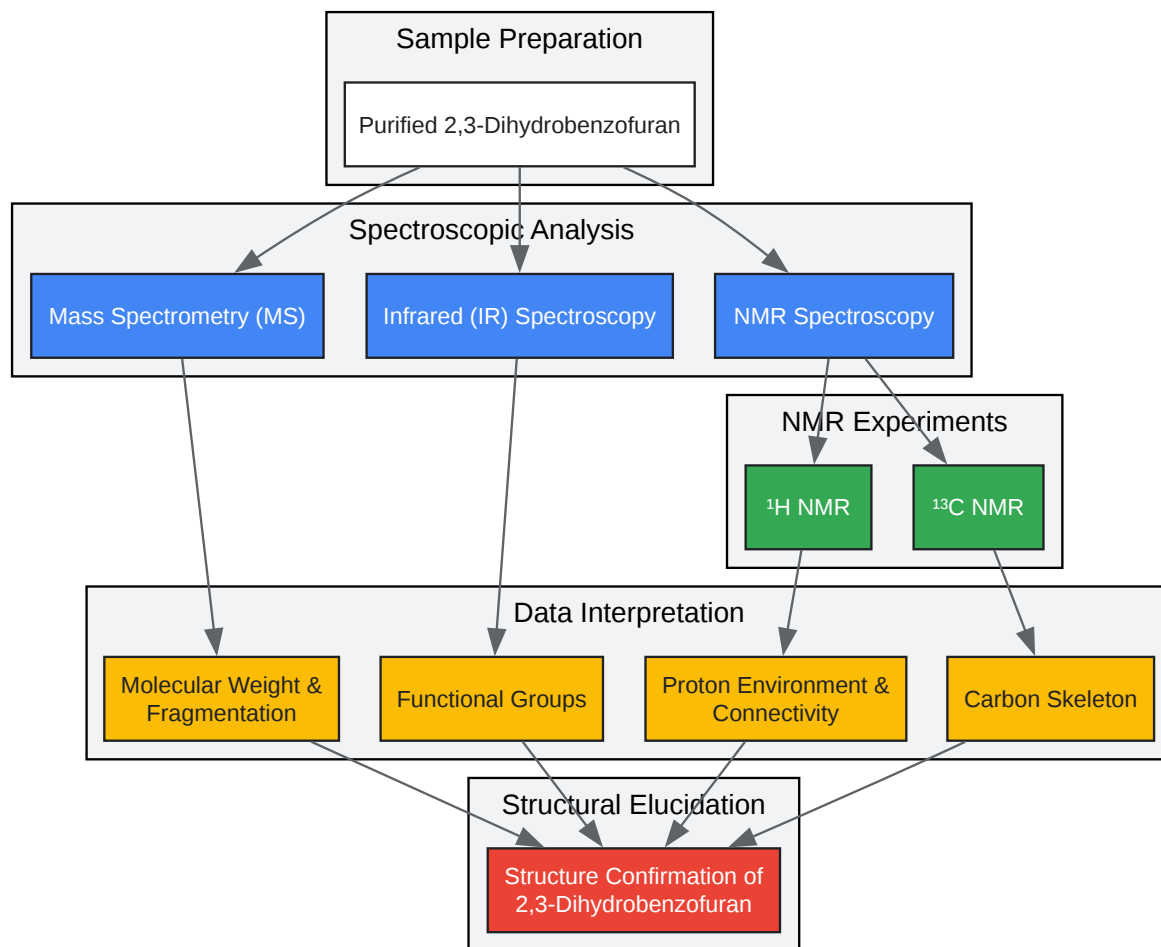 Sample Preparation
Purified 2,3-Dihydrobenzofuran
Spectroscopic Analysis
Mass Spectrometry (MS)
Infrared (IR) Spectroscopy
NMR Spectroscopy
NMR Experiments
¹H NMR
¹³C NMR
Data Interpretation
Molecular Weight &
Fragmentation
Functional Groups
Proton Environment &
Connectivity
Carbon Skeleton
Structural Elucidation
Structure Confirmation of
2,3-Dihydrobenzofuran